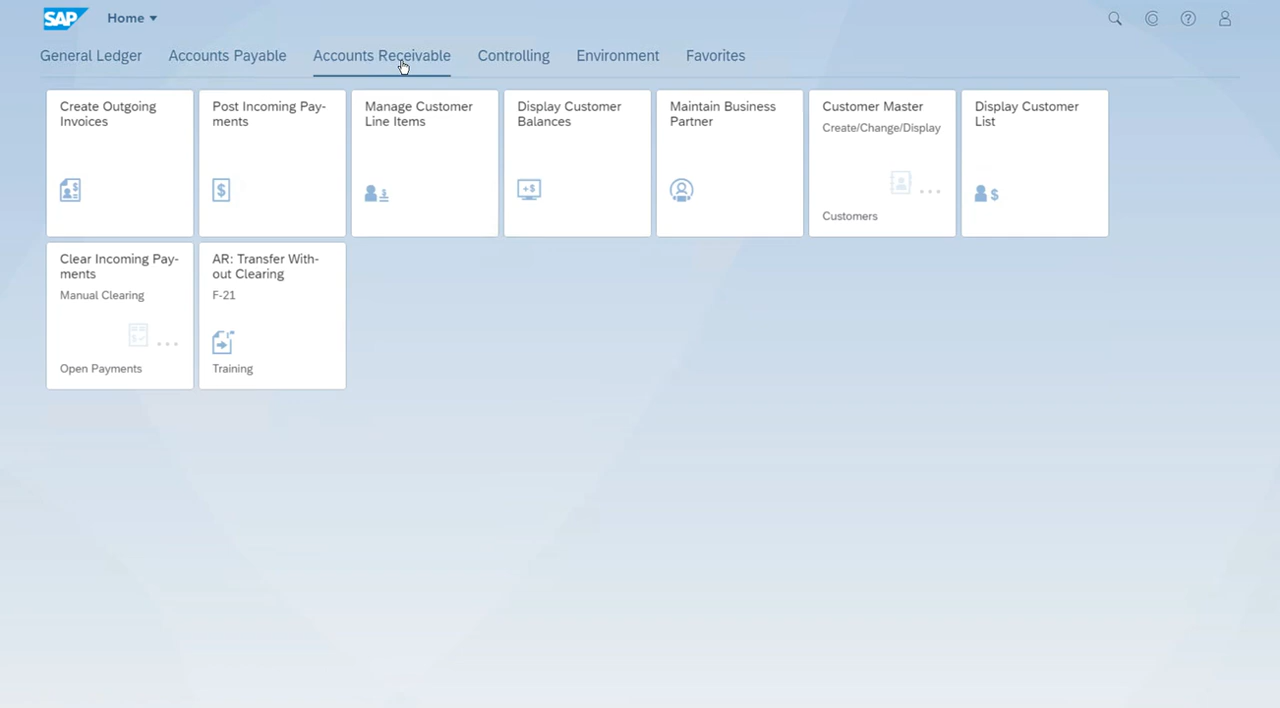 SAP Home
General Ledger Accounts Payable Accounts Receivable Controlling Environment Favorites
Create Outgoing
Invoices
Post Incoming Pay-
ments
Manage Customer
Line Items
Display Customer
Balances
Maintain Business
Partner
Customer Master
Create/Change/Display
Customers
Display Customer
List
Clear Incoming Pay-
ments
Manual Clearing
Open Payments
AR: Transfer With-
out Clearing
F-21
Training